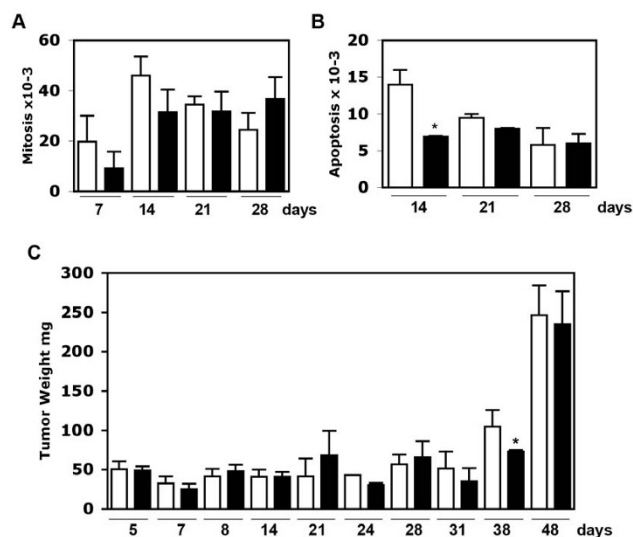 A
Mitosis x10-3
60
40
20
0
7 14 21 28 days
B
Apoptosis x 10-3
20
15
10
5
0
*
14 21 28 days
C
Tumor Weight mg
300
250
200
150
100
50
0
*
5 7 8 14 21 24 28 31 38 48 days